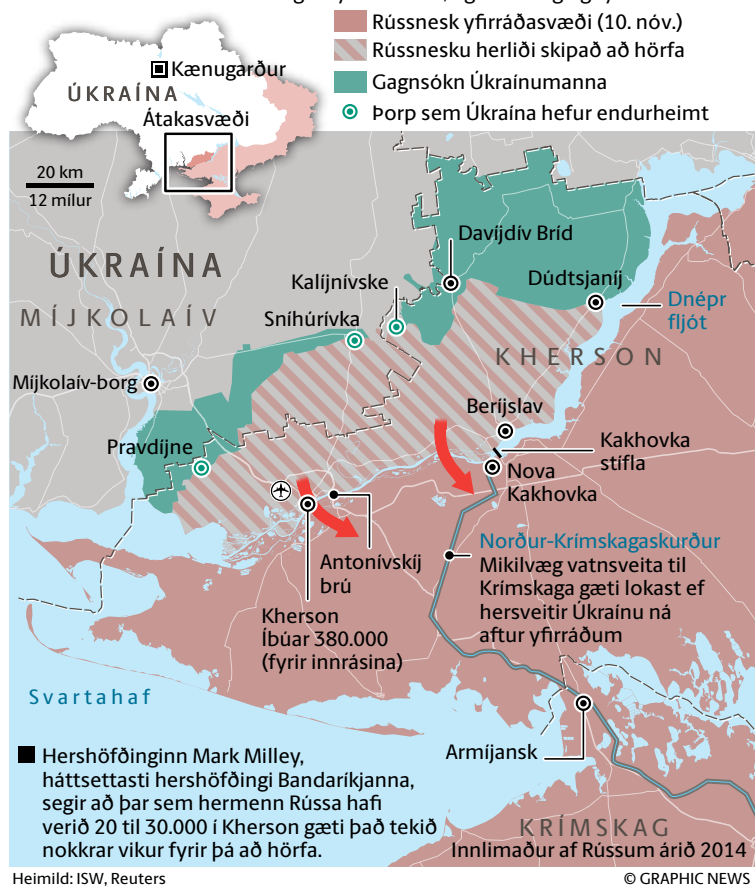 Rússnesk yfirráðasvæði (10. nóv.)
Rússnesku herliði skipað að hörfa
Gagnsókn Úkraínumanna
Þorp sem Úkraína hefur endurheimt
Kænugarður
ÚKRAÍNA
Átakasvæði
20 km
12 mílur
ÚKRAÍNA
MÍJKOLAÍV
Davíjdív Bríd
Kalíjnívske
Dúdtsjaníj
Sníhúrívka
Dnépr
fljót
KHERSON
Míjkolaív-borg
Beríjslav
Pravdíjne
Kakhovka
stífla
Nova
Kakhovka
Antonívskíj
brú
Norður-Krímskagaskurður
Mikilvæg vatnsveita til
Krímskaga gæti lokast ef
hersveitir Úkraínu ná
aftur yfirráðum
Kherson
Íbúar 380.000
(fyrir innrásina)
Svartahaf
Armíjansk
Hershöfðinginn Mark Milley,
háttsettasti hershöfðingi Bandaríkjanna,
segir að þar sem hermenn Rússa hafi
verið 20 til 30.000 í Kherson gæti það tekið
nokkrar vikur fyrir þá að hörfa.
KRÍMSKAG
Innlimaður af Rússum árið 2014
Heimild: ISW, Reuters
© GRAPHIC NEWS